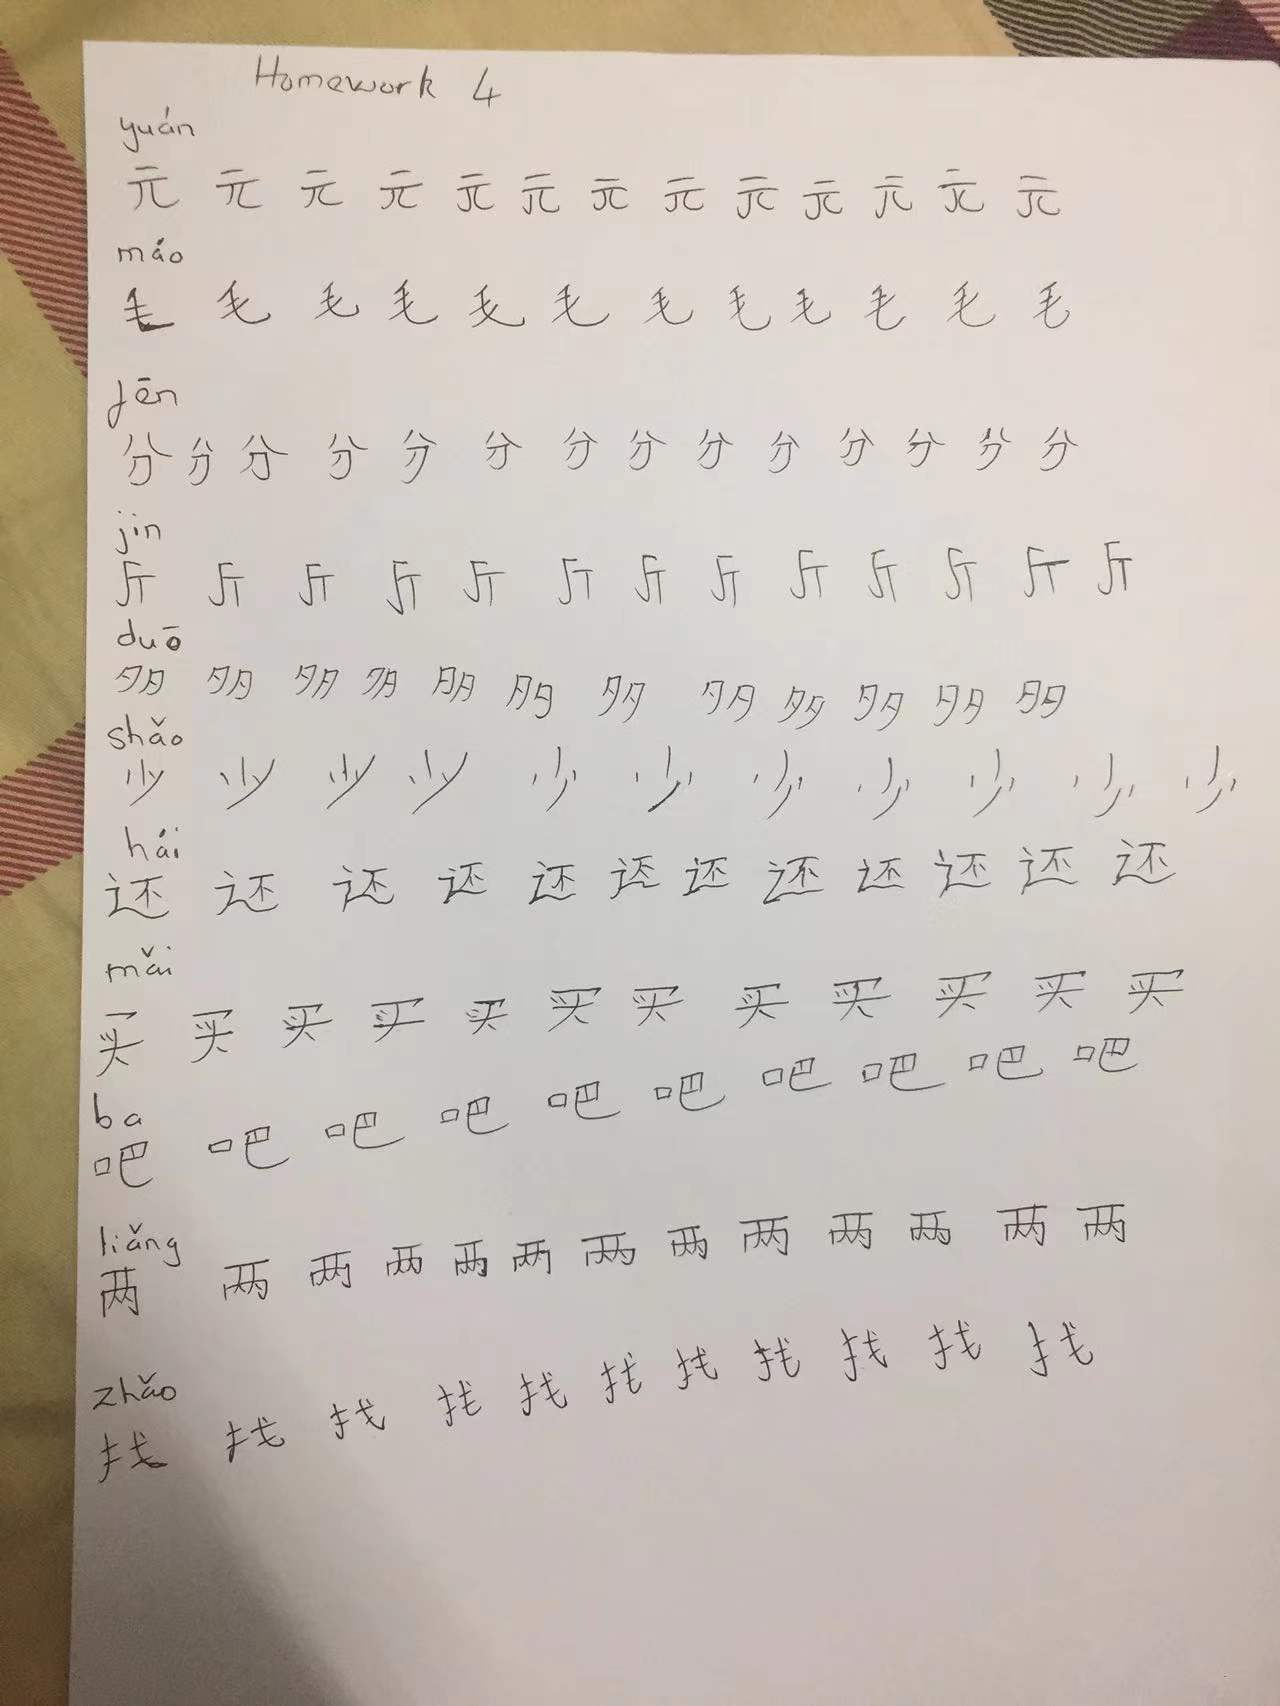 Homework 4
yuán
元 元 元 元 元 元 元 元 元 元 元 元 元
máo
毛 毛 毛 毛 毛 毛 毛 毛 毛 毛 毛 毛
fēn
分 分 分 分 分 分 分 分 分 分 分 分 分 分
jin
斤 斤 斤 斤 斤 斤 斤 斤 斤 斤 斤 斤 斤
duō
多 多 多 多 多 多 多 多 多 多 多 多
shǎo
少 少 少 少 少 少 少 少 少 少 少
hái
还 还 还 还 还 还 还 还 还 还 还 还
mǎi
买 买 买 买 买 买 买 买 买 买 买 买
ba
吧 吧 吧 吧 吧 吧 吧 吧 吧 吧
liǎng
两 两 两 两 两 两 两 两 两 两 两 两
zhǎo
找 找 找 找 找 找 找 找 找 找 找